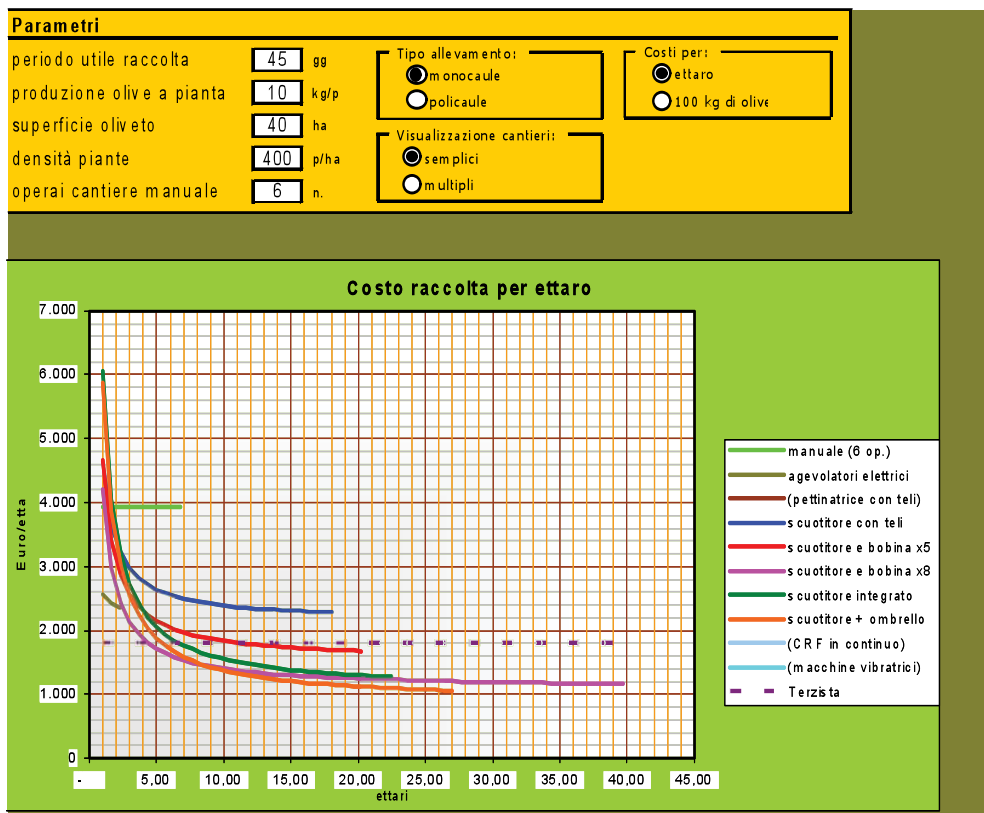 Parametri
periodo utile raccolta 45 gg
produzione olive a pianta 10 kg/p
superficie oliveto 40 ha
densità piante 400 p/ha
operai cantiere manuale 6 n.
Tipo allevamento:
monocaule
policaule
Visualizzazione cantieri:
semplici
multipli
Costi per:
ettaro
100 kg di olive
Costo raccolta per ettaro
7.000
6.000
5.000
4.000
3.000
2.000
1.000
0
Euro/etta
- 5,00 10,00 15,00 20,00 25,00 30,00 35,00 40,00 45,00
ettari
manuale (6 op.)
agevolatori elettrici
(pettinatrice con teli)
scuotitore con teli
scuotitore e bobina x5
scuotitore e bobina x8
scuotitore integrato
scuotitore + ombrello
(CRF in continuo)
(macchine vibratrici)
Terzista